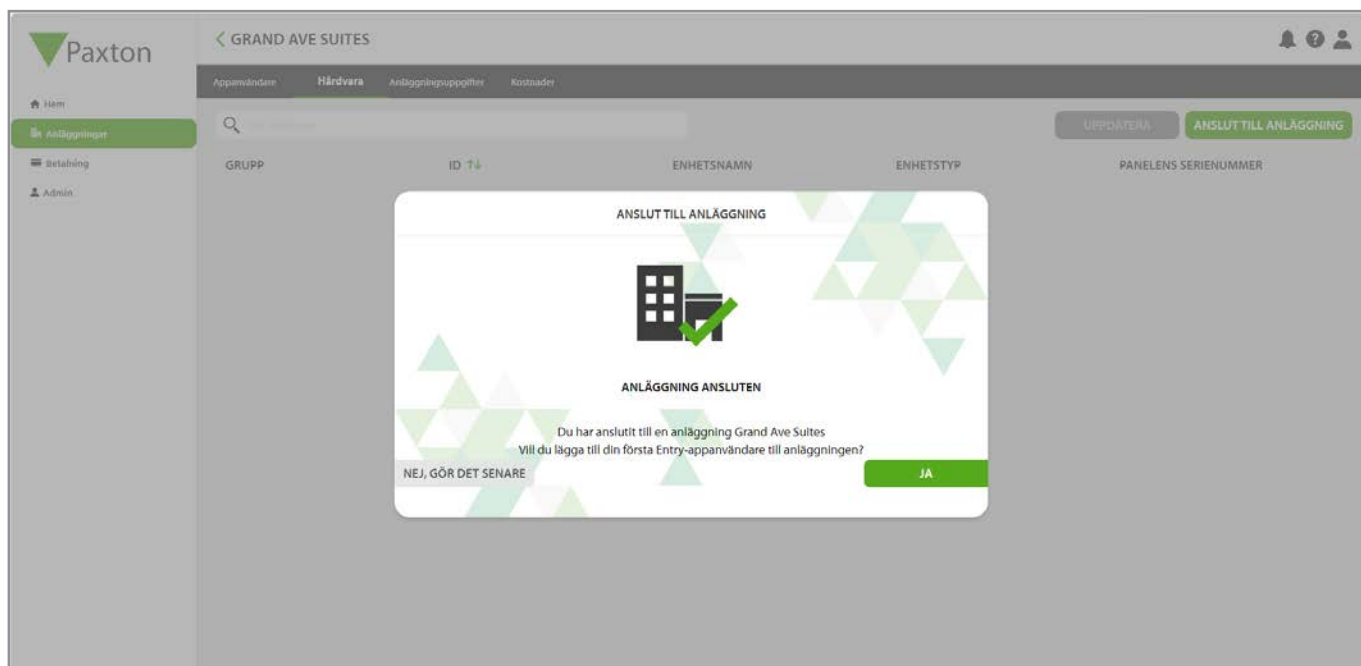 Paxton
GRAND AVE SUITES
Appanvändare Hårdvara Anläggningsuppgifter Kostnader
Hem
Anläggningar
Betalning
Admin
UPPDATERA ANSLUT TILL ANLÄGGNING
GRUPP ID ENHETSNAMN ENHETSTYP PANELENS SERIENUMMER
ANSLUT TILL ANLÄGGNING
ANLÄGGNING ANSLUTEN
Du har anslutit till en anläggning Grand Ave Suites
Vill du lägga till din första Entry-appanvändare till anläggningen?
NEJ, GÖR DET SENARE JA